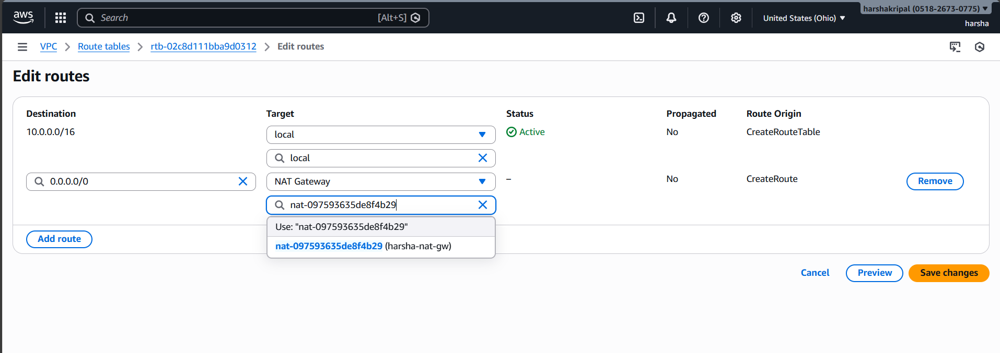 aws
Search
[Alt+S]
United States (Ohio)
harshakripal (0518-2673-0775)
harsha
VPC
Route tables
rtb-02c8d111bba9d0312
Edit routes
Edit routes
Destination Target Status Propagated Route Origin
10.0.0.0/16 local Active No CreateRouteTable
local
0.0.0.0/0 NAT Gateway – No CreateRoute Remove
nat-097593635de8f4b29
Use: "nat-097593635de8f4b29"
nat-097593635de8f4b29 (harsha-nat-gw)
Add route
Cancel Preview Save changes